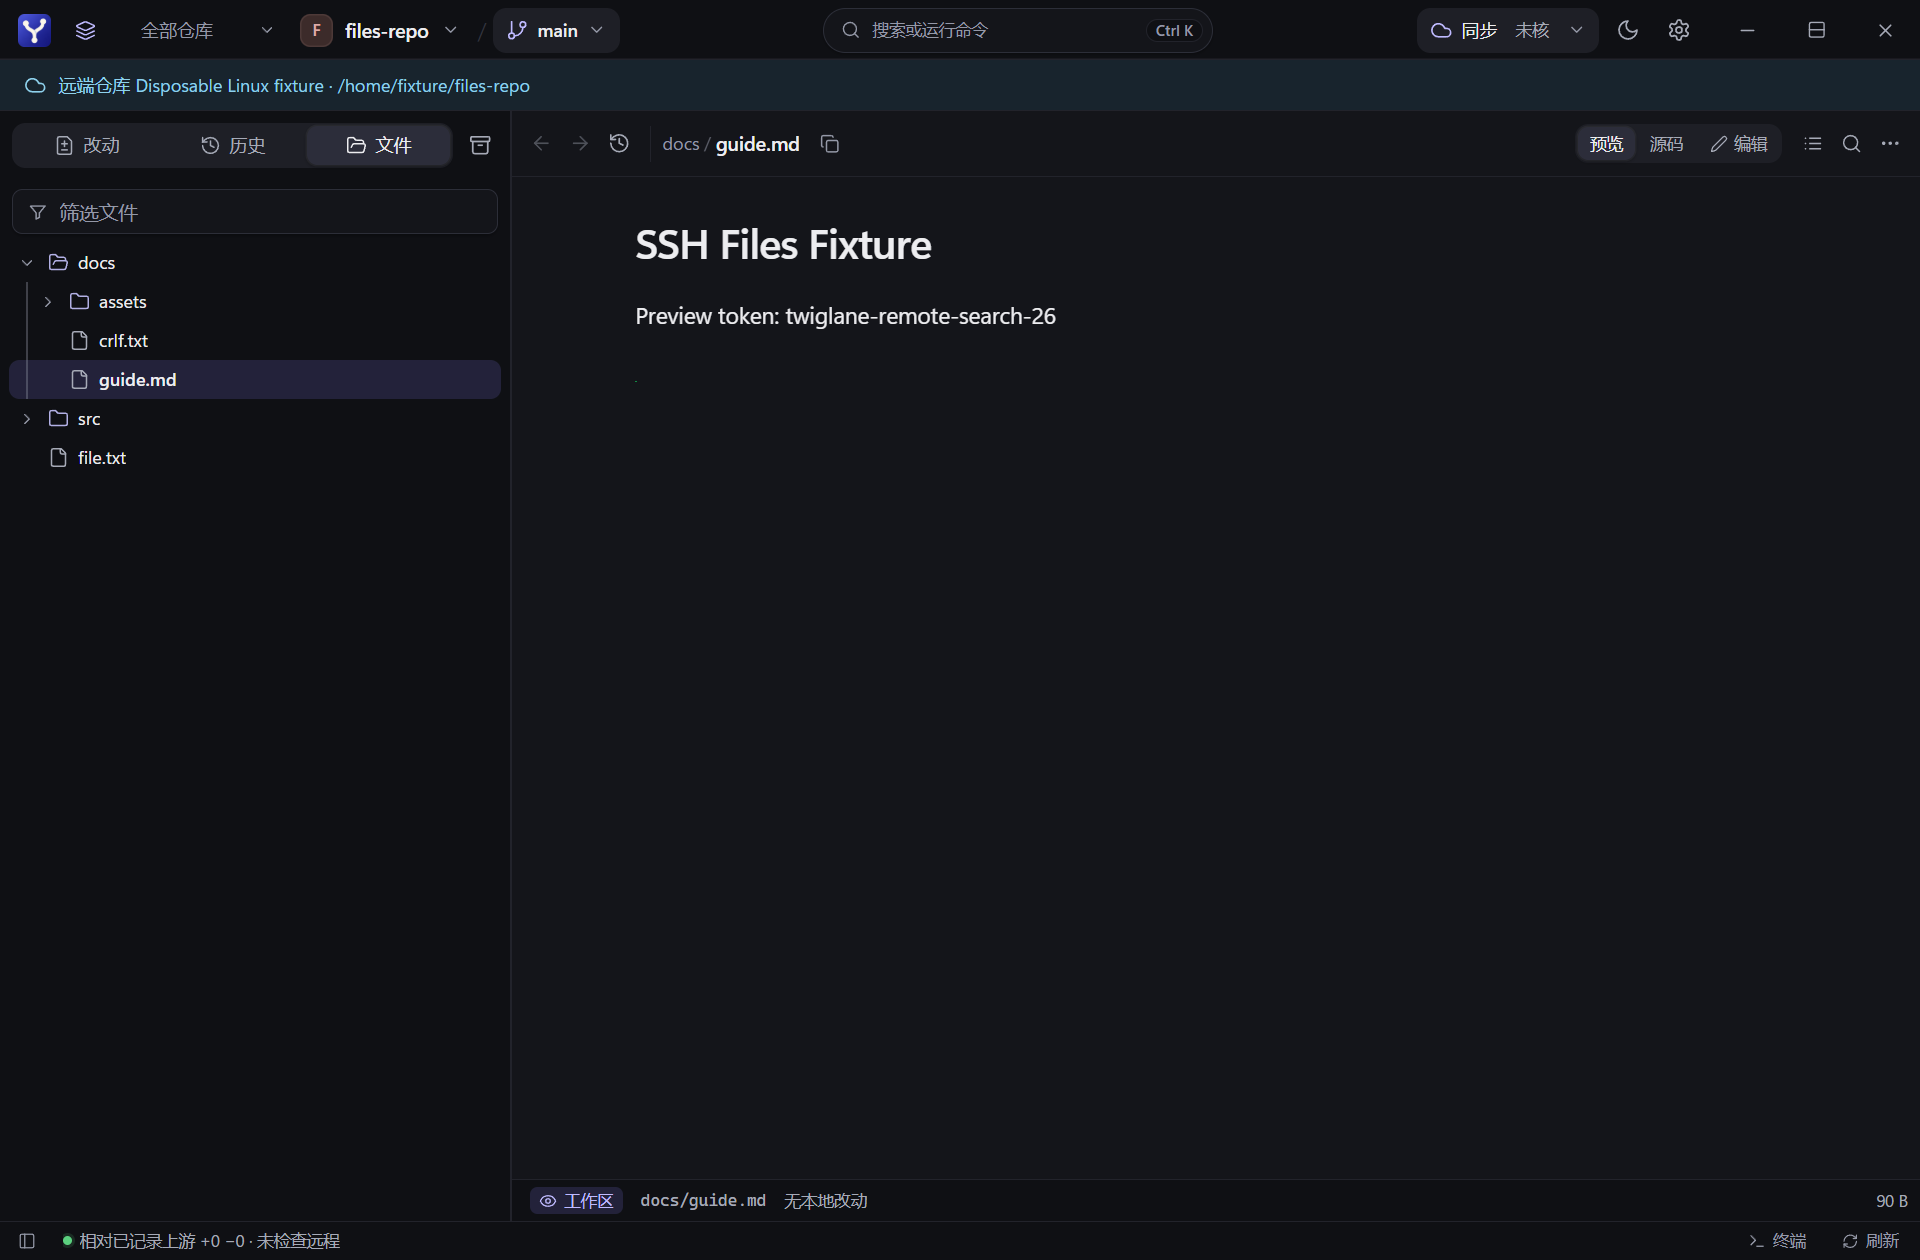 全部仓库 F files-repo / main 搜索或运行命令 Ctrl K 同步 未核
远端仓库 Disposable Linux fixture · /home/fixture/files-repo
改动 历史 文件 docs / guide.md 预览 源码 编辑
筛选文件
docs
assets
crlf.txt
guide.md
src
file.txt
SSH Files Fixture
Preview token: twiglane-remote-search-26
工作区 docs/guide.md 无本地改动 90 B
相对已记录上游 +0 −0 · 未检查远程 终端 刷新